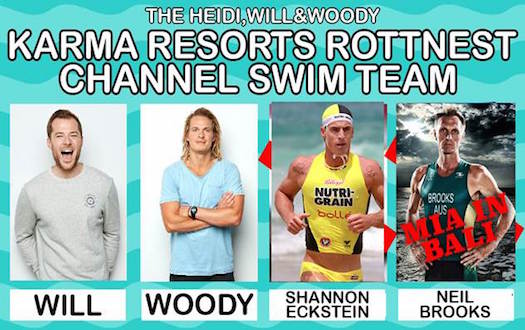 THE HEIDI,WILL&WOODY
KARMA RESORTS ROTTNEST
CHANNEL SWIM TEAM
NUTRI-
GRAIN
bollé
BROOKS
AUS
MIA IN
BALI
WILL
WOODY
SHANNON
ECKSTEIN
NEIL
BROOKS